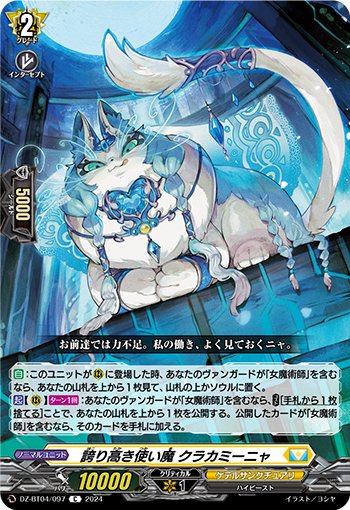 2
グレード
インターセプト
5000
シールド
お前達では力不足。私の働き、よく見ておくニャ。
自:このユニットがⓇに登場した時、あなたのヴァンガードが「女魔術師」を含むな
ら、あなたの山札を上から1枚見て、山札の上かソウルに置く。
起【Ⓡ】【ターン1回】:あなたのヴァンガードが「女魔術師」を含むなら、【手札から1枚
捨てる】ことで、あなたの山札を上から1枚を公開する。公開したカードが「女魔術師」
を含むなら、そのカードを手札に加える。
ノーマルユニット
誇り高き使い魔 クラカミーニャ
パワー
10000
クリティカル
1
ケテルサンクチュアリ
ハイビースト
DZ-BT04/097 C 2024
イラスト/ヨシヤ